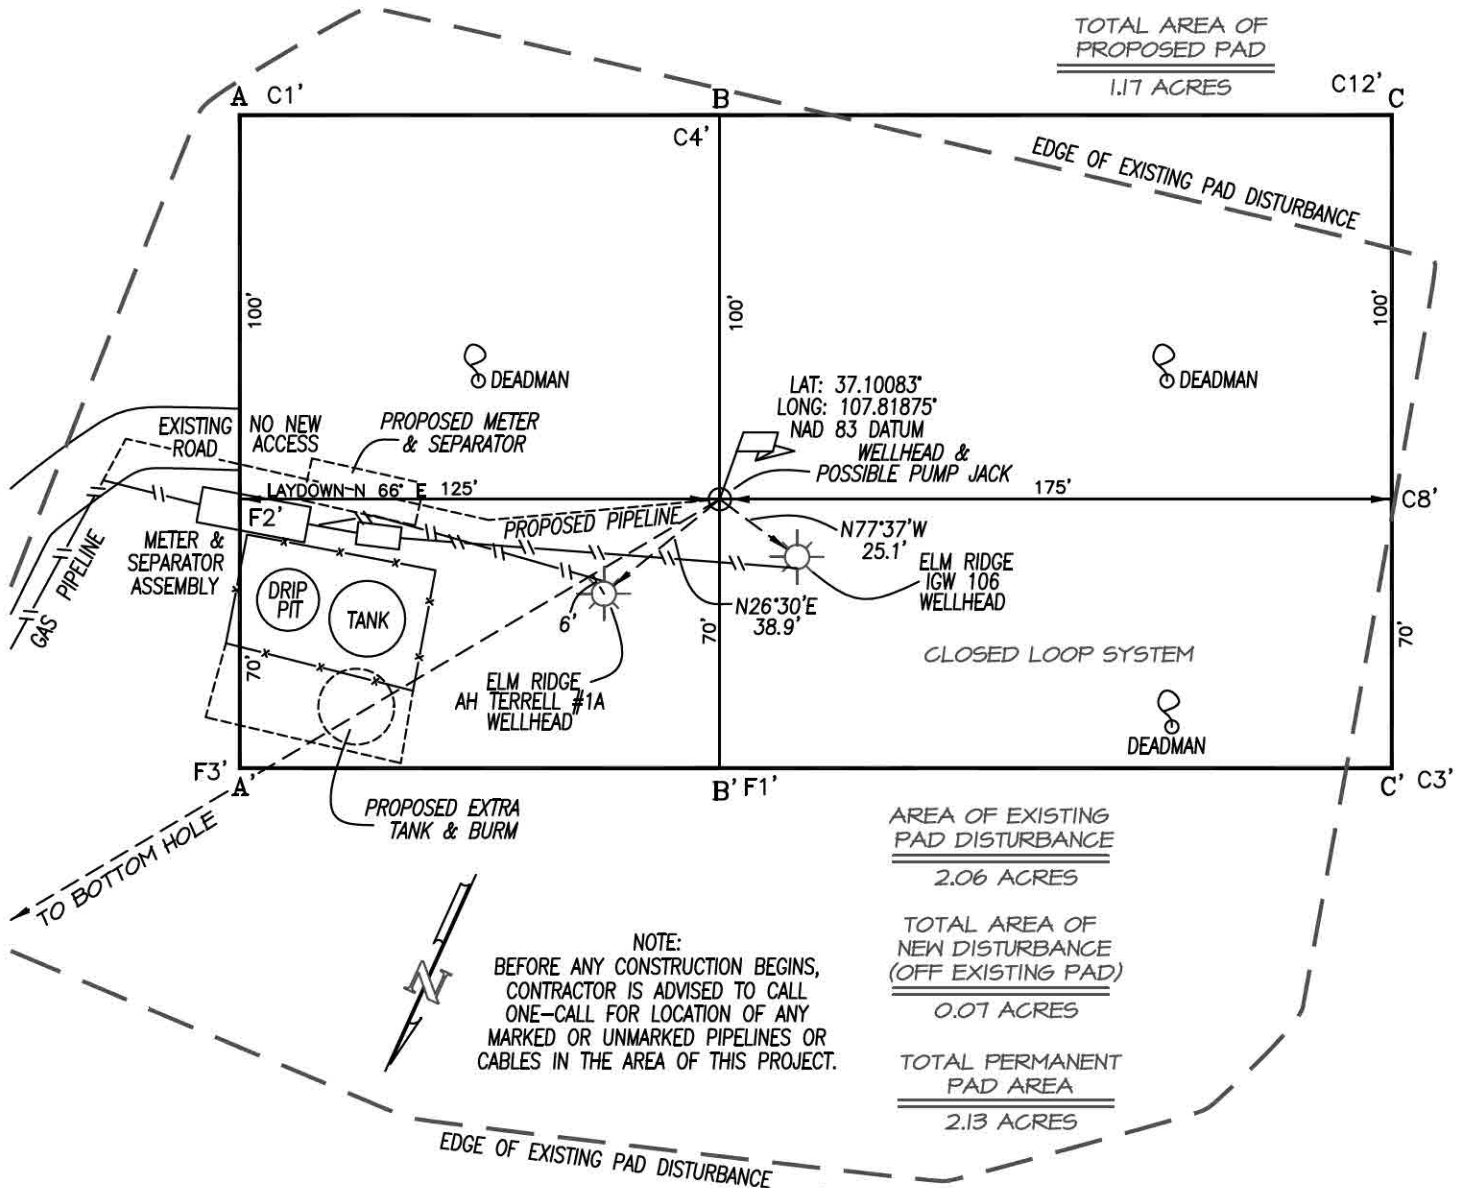 TOTAL AREA OF
PROPOSED PAD
1.17 ACRES
A C1'
B
C12' C
C4'
EDGE OF EXISTING PAD DISTURBANCE
100'
100'
100'
DEADMAN
DEADMAN
LAT: 37.10083°
LONG: 107.81875°
NAD 83 DATUM
WELLHEAD &
POSSIBLE PUMP JACK
EXISTING
ROAD
NO NEW
ACCESS
PROPOSED METER
& SEPARATOR
LAYDOWN N 66° E 125'
175'
C8'
F2'
PROPOSED PIPELINE
N77°37'W
25.1'
METER &
SEPARATOR
ASSEMBLY
GAS PIPELINE
DRIP
PIT
TANK
6'
N26°30'E
38.9'
ELM RIDGE
IGW 106
WELLHEAD
70'
70'
70'
ELM RIDGE
AH TERRELL #1A
WELLHEAD
CLOSED LOOP SYSTEM
DEADMAN
F3'
A'
B' F1'
C' C3'
PROPOSED EXTRA
TANK & BURM
TO BOTTOM HOLE
AREA OF EXISTING
PAD DISTURBANCE
2.06 ACRES
TOTAL AREA OF
NEW DISTURBANCE
(OFF EXISTING PAD)
0.07 ACRES
TOTAL PERMANENT
PAD AREA
2.13 ACRES
N
NOTE:
BEFORE ANY CONSTRUCTION BEGINS,
CONTRACTOR IS ADVISED TO CALL
ONE-CALL FOR LOCATION OF ANY
MARKED OR UNMARKED PIPELINES OR
CABLES IN THE AREA OF THIS PROJECT.
EDGE OF EXISTING PAD DISTURBANCE